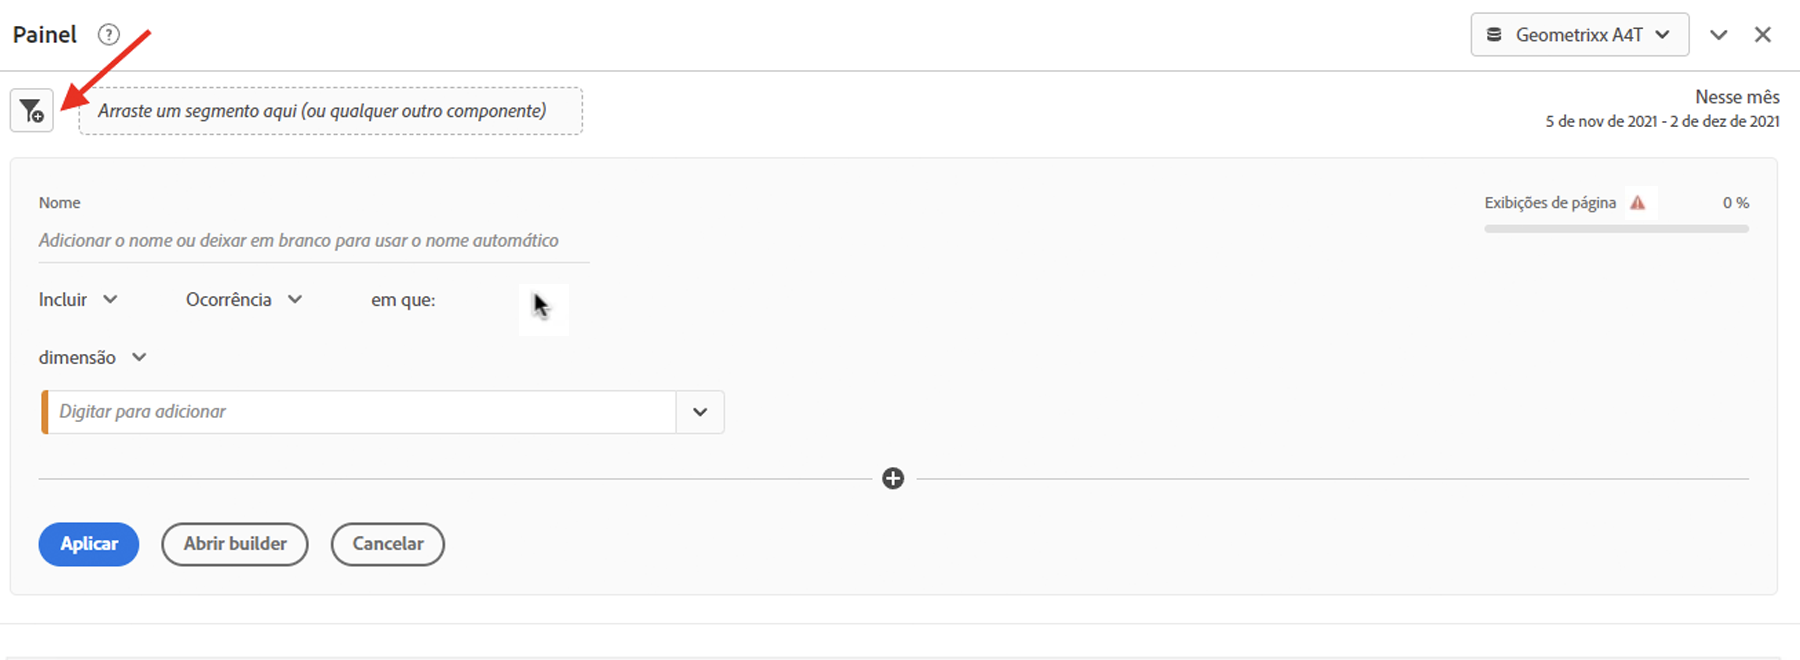 Painel ? Geometrixx A4T
Arraste um segmento aqui (ou qualquer outro componente)
Nesse mês
5 de nov de 2021 - 2 de dez de 2021
Nome
Exibições de página 0 %
Adicionar o nome ou deixar em branco para usar o nome automático
Incluir Ocorrência em que:
dimensão
Digitar para adicionar
Aplicar Abrir builder Cancelar